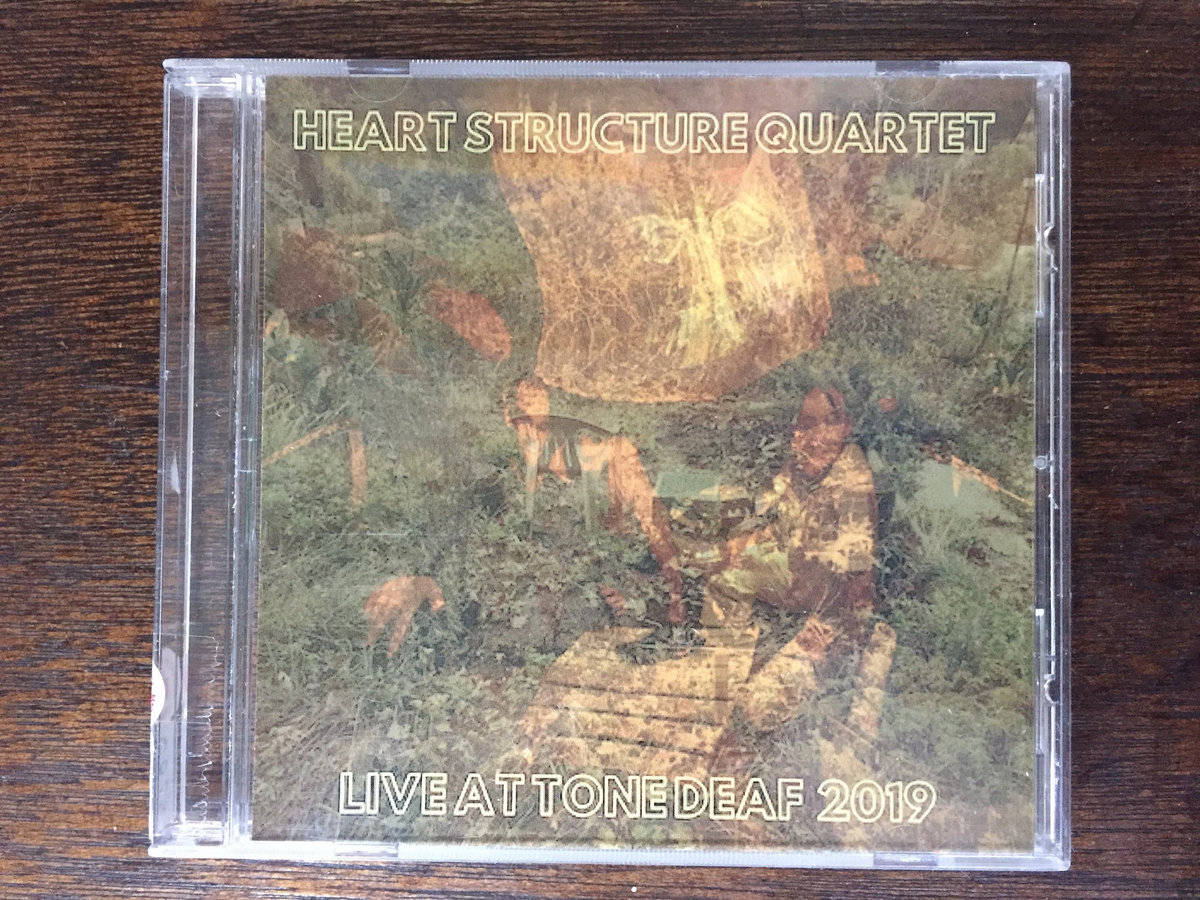 HEART STRUCTURE QUARTET
LIVE AT TONE DEAF 2019